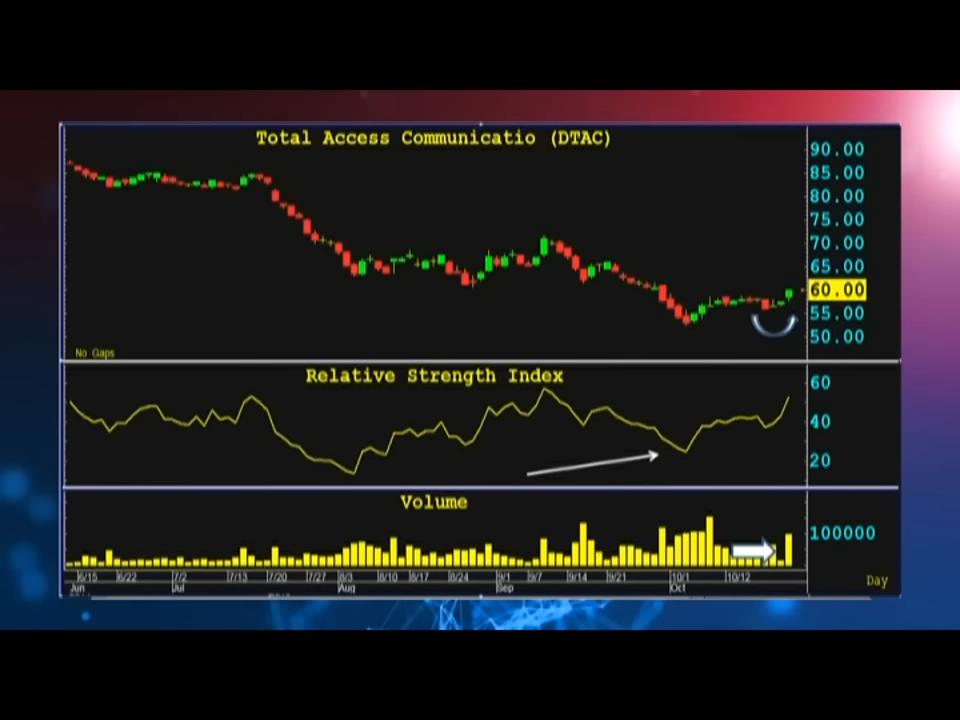 Total Access Communicatio (DTAC)
90.00
85.00
80.00
75.00
70.00
65.00
60.00
55.00
50.00
No Gaps
Relative Strength Index
60
40
20
Volume
100000
6/15 6/22 7/2 7/13 7/20 7/27 8/3 8/10 8/17 8/24 9/1 9/7 9/14 9/21 10/1 10/12
Jun Jul Aug Sep Oct
Day